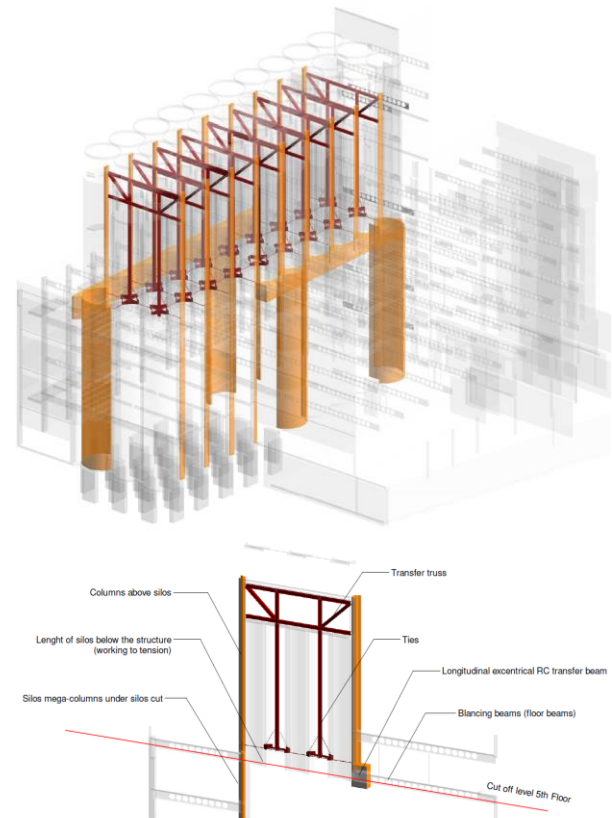 Transfer truss
Columns above silos
Lenght of silos below the structure
(working to tension)
Ties
Longitudinal excentrical RC transfer beam
Silos mega-columns under silos cut
Blancing beams (floor beams)
Cut off level 5th Floor